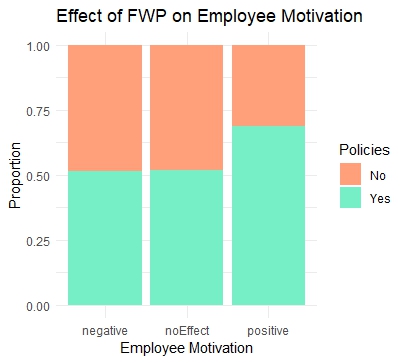 Effect of FWP on Employee Motivation
1.00
0.75
0.50
0.25
0.00
Proportion
negative noEffect positive
Employee Motivation
Policies
No
Yes